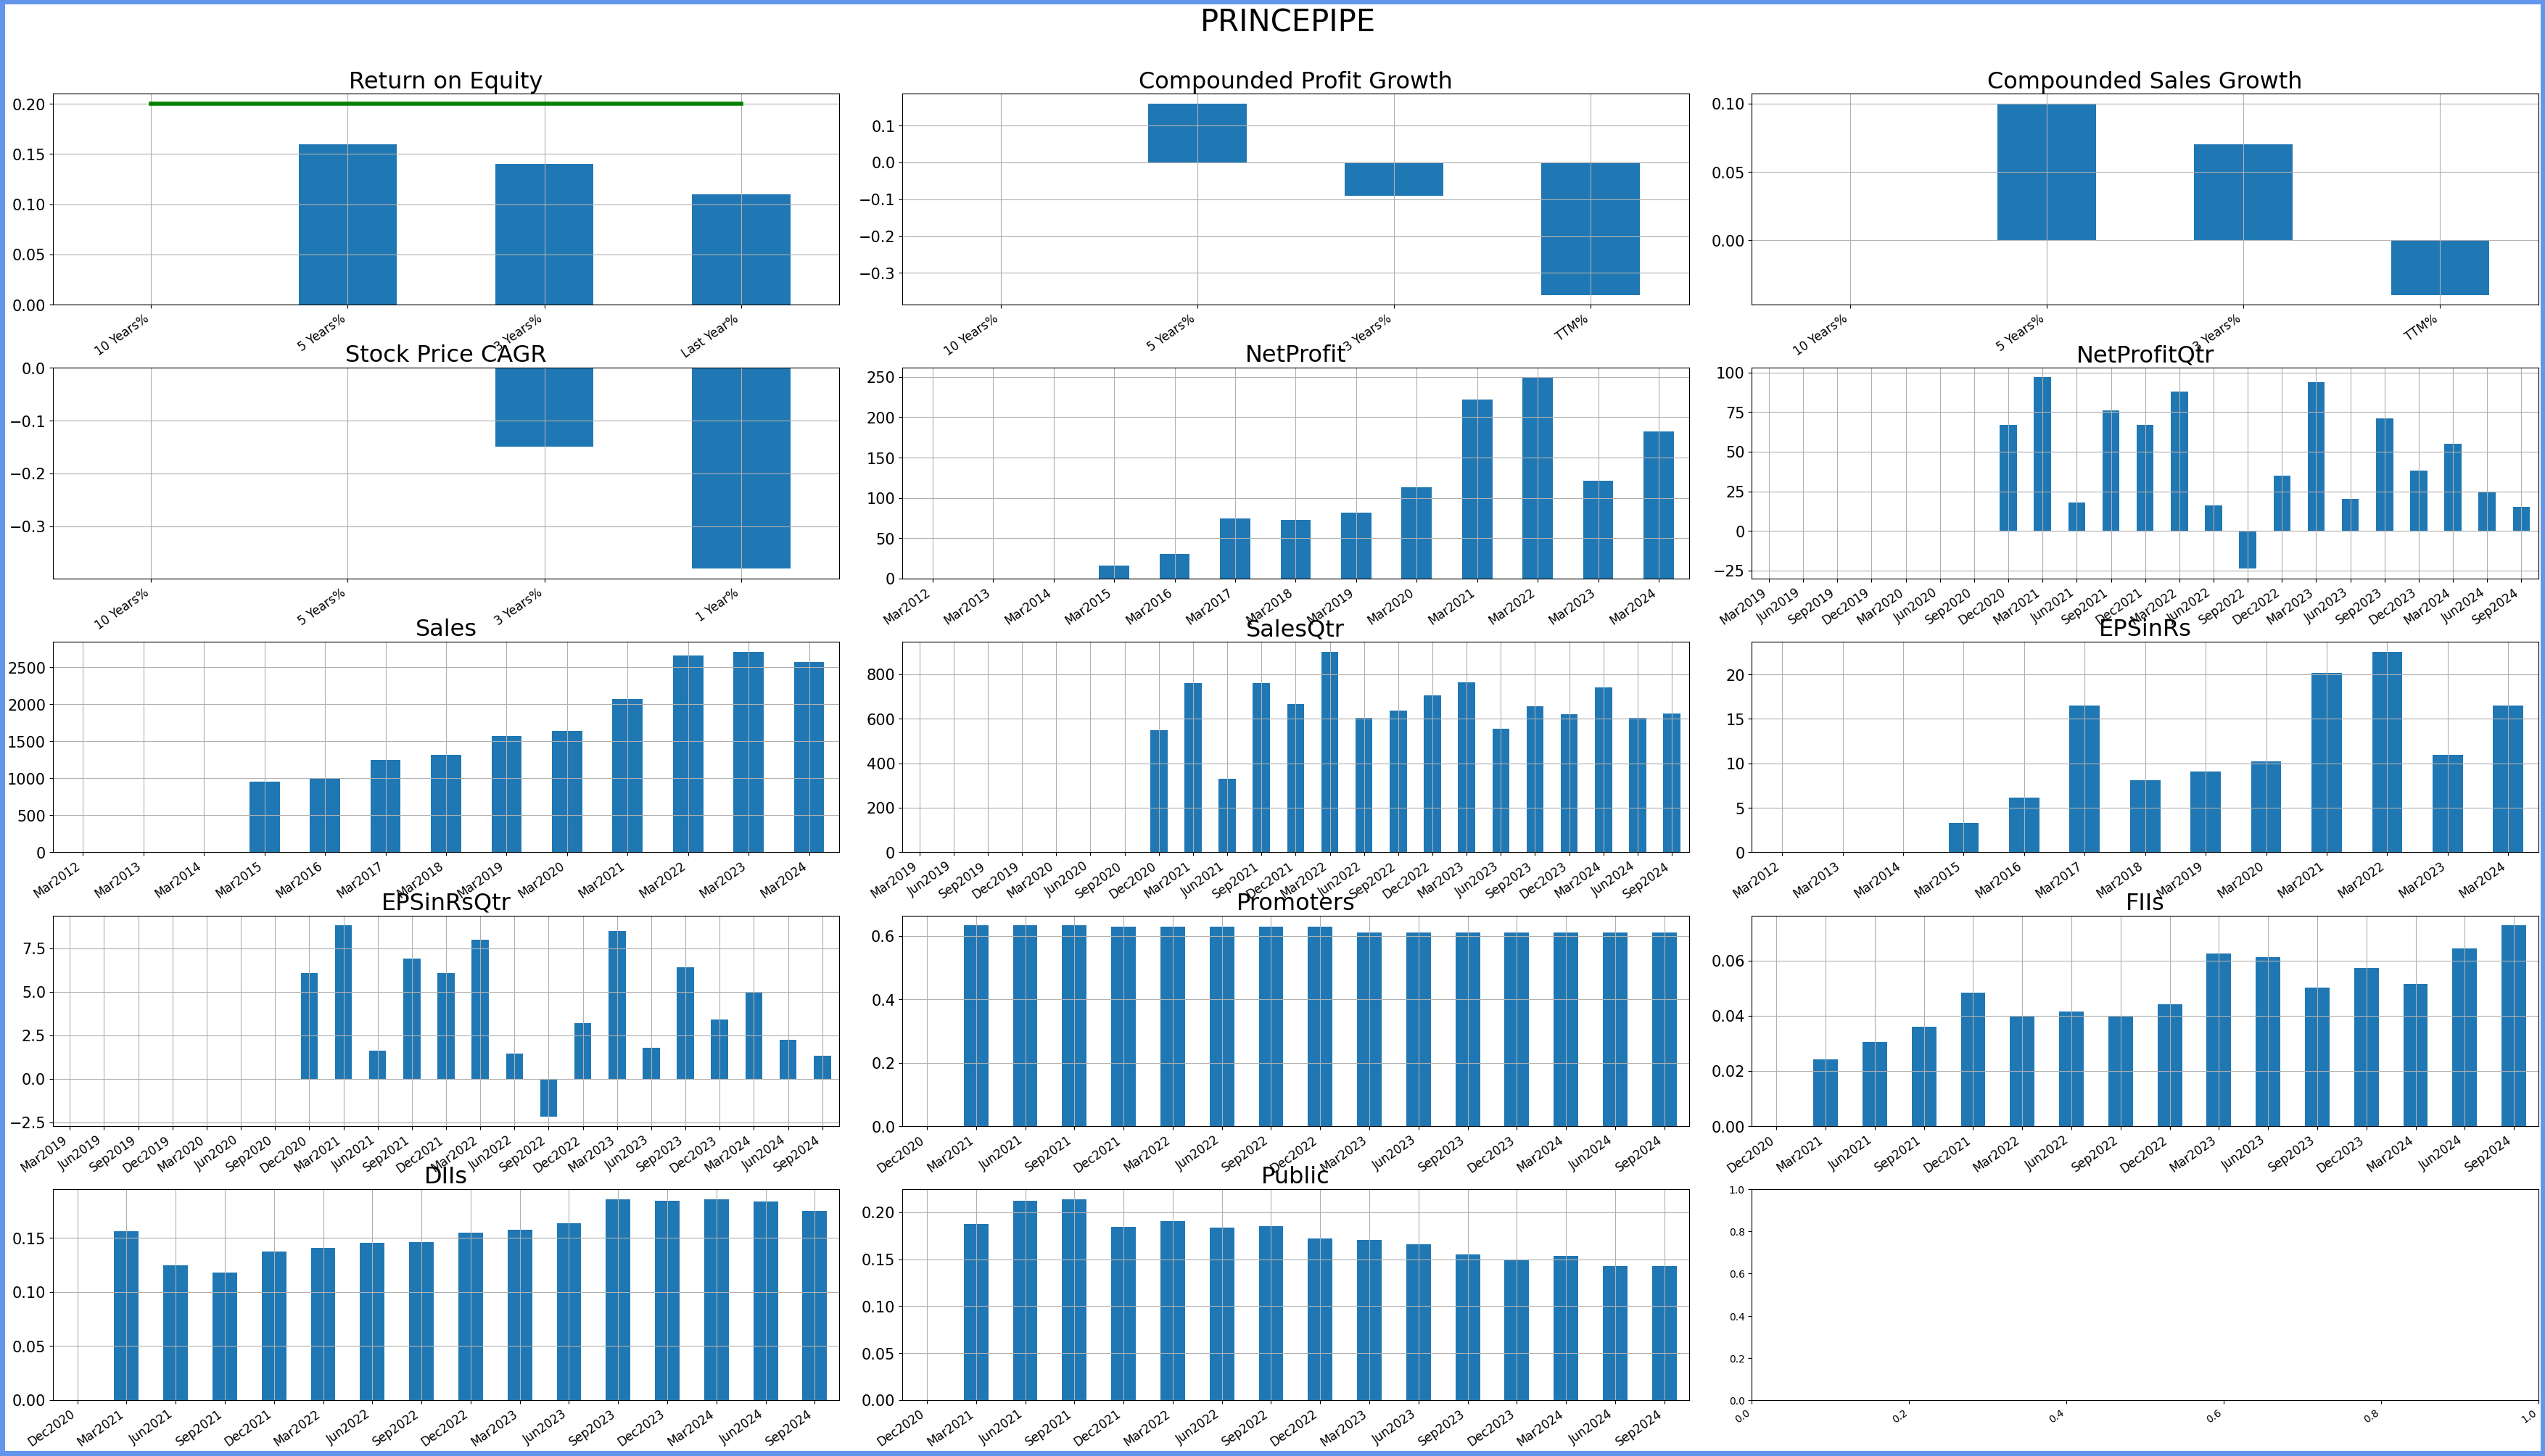 PRINCEPIPE
Return on Equity
0.20
0.15
0.10
0.05
0.00
10 Years%
5 Years%
3 Years%
Last Year%
Compounded Profit Growth
0.1
0.0
−0.1
−0.2
−0.3
10 Years%
5 Years%
3 Years%
TTM%
Compounded Sales Growth
0.10
0.05
0.00
10 Years%
5 Years%
3 Years%
TTM%
Stock Price CAGR
0.0
−0.1
−0.2
−0.3
10 Years%
5 Years%
3 Years%
1 Year%
NetProfit
250
200
150
100
50
0
Mar2012
Mar2013
Mar2014
Mar2015
Mar2016
Mar2017
Mar2018
Mar2019
Mar2020
Mar2021
Mar2022
Mar2023
Mar2024
NetProfitQtr
100
75
50
25
0
−25
Mar2019
Jun2019
Sep2019
Dec2019
Mar2020
Jun2020
Sep2020
Dec2020
Mar2021
Jun2021
Sep2021
Dec2021
Mar2022
Jun2022
Sep2022
Dec2022
Mar2023
Jun2023
Sep2023
Dec2023
Mar2024
Jun2024
Sep2024
Sales
2500
2000
1500
1000
500
0
Mar2012
Mar2013
Mar2014
Mar2015
Mar2016
Mar2017
Mar2018
Mar2019
Mar2020
Mar2021
Mar2022
Mar2023
Mar2024
SalesQtr
800
600
400
200
0
Mar2019
Jun2019
Sep2019
Dec2019
Mar2020
Jun2020
Sep2020
Dec2020
Mar2021
Jun2021
Sep2021
Dec2021
Mar2022
Jun2022
Sep2022
Dec2022
Mar2023
Jun2023
Sep2023
Dec2023
Mar2024
Jun2024
Sep2024
EPSinRs
20
15
10
5
0
Mar2012
Mar2013
Mar2014
Mar2015
Mar2016
Mar2017
Mar2018
Mar2019
Mar2020
Mar2021
Mar2022
Mar2023
Mar2024
EPSinRsQtr
7.5
5.0
2.5
0.0
−2.5
Mar2019
Jun2019
Sep2019
Dec2019
Mar2020
Jun2020
Sep2020
Dec2020
Mar2021
Jun2021
Sep2021
Dec2021
Mar2022
Jun2022
Sep2022
Dec2022
Mar2023
Jun2023
Sep2023
Dec2023
Mar2024
Jun2024
Sep2024
Promoters
0.6
0.4
0.2
0.0
Dec2020
Mar2021
Jun2021
Sep2021
Dec2021
Mar2022
Jun2022
Sep2022
Dec2022
Mar2023
Jun2023
Sep2023
Dec2023
Mar2024
Jun2024
Sep2024
FIIs
0.06
0.04
0.02
0.00
Dec2020
Mar2021
Jun2021
Sep2021
Dec2021
Mar2022
Jun2022
Sep2022
Dec2022
Mar2023
Jun2023
Sep2023
Dec2023
Mar2024
Jun2024
Sep2024
DIIs
0.15
0.10
0.05
0.00
Dec2020
Mar2021
Jun2021
Sep2021
Dec2021
Mar2022
Jun2022
Sep2022
Dec2022
Mar2023
Jun2023
Sep2023
Dec2023
Mar2024
Jun2024
Sep2024
Public
0.20
0.15
0.10
0.05
0.00
Dec2020
Mar2021
Jun2021
Sep2021
Dec2021
Mar2022
Jun2022
Sep2022
Dec2022
Mar2023
Jun2023
Sep2023
Dec2023
Mar2024
Jun2024
Sep2024
1.0
0.8
0.6
0.4
0.2
0.0
0.0
0.2
0.4
0.6
0.8
1.0